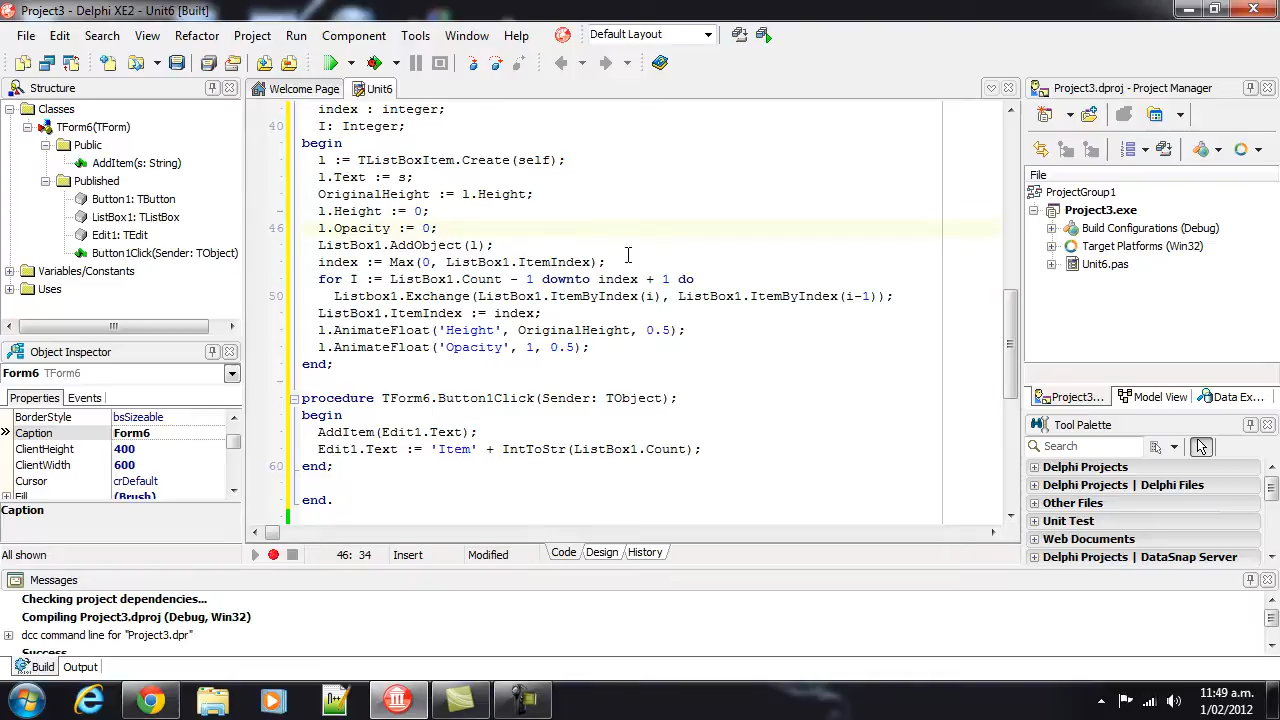 Project3 - Delphi XE2 - Unit6 [Built]
File Edit Search View Refactor Project Run Component Tools Window Help Default Layout
Structure
Classes
TForm6(TForm)
Public
AddItem(s: String)
Published
Button1: TButton
ListBox1: TListBox
Edit1: TEdit
Button1Click(Sender: TObject)
Variables/Constants
Uses
Object Inspector
Form6 TForm6
Properties Events
BorderStyle bsSizeable
Caption Form6
ClientHeight 400
ClientWidth 600
Cursor crDefault
Fill (Brush)
Caption
All shown
Welcome Page Unit6
index : integer;
40 I: Integer;
begin
l := TListBoxItem.Create(self);
l.Text := s;
OriginalHeight := l.Height;
l.Height := 0;
46 l.Opacity := 0;
ListBox1.AddObject(l);
index := Max(0, ListBox1.ItemIndex);
for I := ListBox1.Count - 1 downto index + 1 do
50 Listbox1.Exchange(ListBox1.ItemByIndex(i), ListBox1.ItemByIndex(i-1));
ListBox1.ItemIndex := index;
l.AnimateFloat('Height', OriginalHeight, 0.5);
l.AnimateFloat('Opacity', 1, 0.5);
end;
procedure TForm6.Button1Click(Sender: TObject);
begin
AddItem(Edit1.Text);
Edit1.Text := 'Item' + IntToStr(ListBox1.Count);
60 end;
end.
46: 34 Insert Modified Code Design History
Project3.dproj - Project Manager
File
ProjectGroup1
Project3.exe
Build Configurations (Debug)
Target Platforms (Win32)
Unit6.pas
Project3... Model View Data Ex...
Tool Palette
Search
Delphi Projects
Delphi Projects | Delphi Files
Other Files
Unit Test
Web Documents
Delphi Projects | DataSnap Server
Messages
Checking project dependencies...
Compiling Project3.dproj (Debug, Win32)
dcc command line for "Project3.dpr"
Success
Build Output
11:49 a.m.
1/02/2012